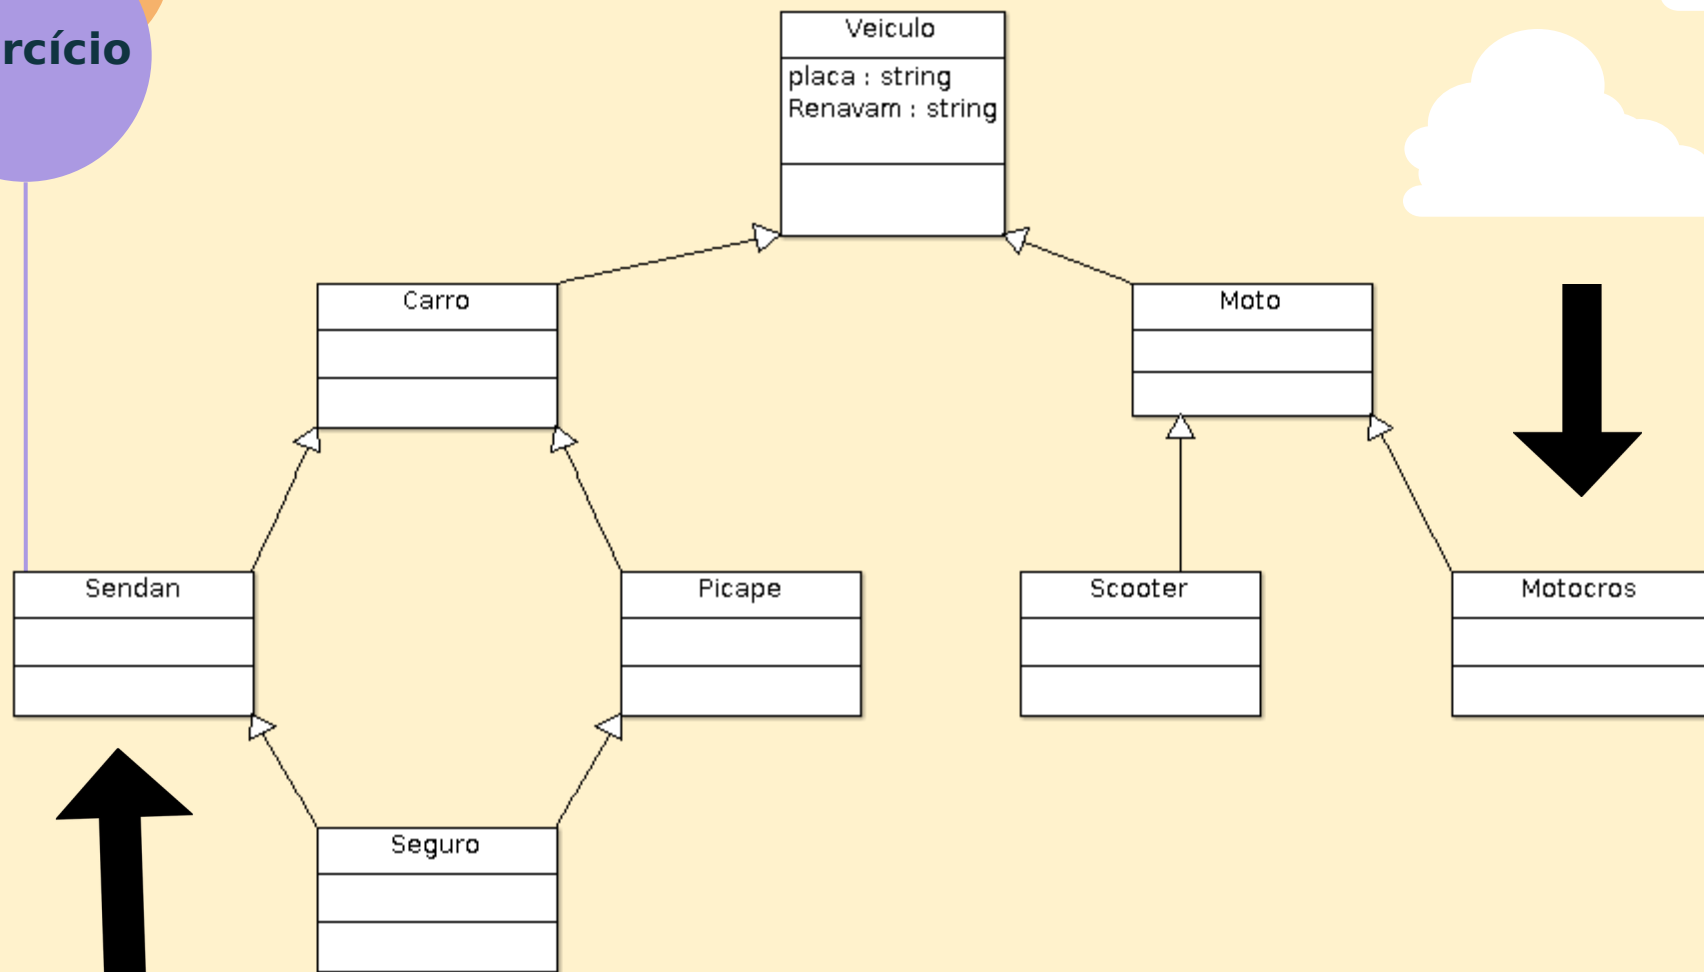 rcício
Veiculo
placa : string
Renavam : string
Carro
Moto
Sendan
Picape
Scooter
Motocros
Seguro